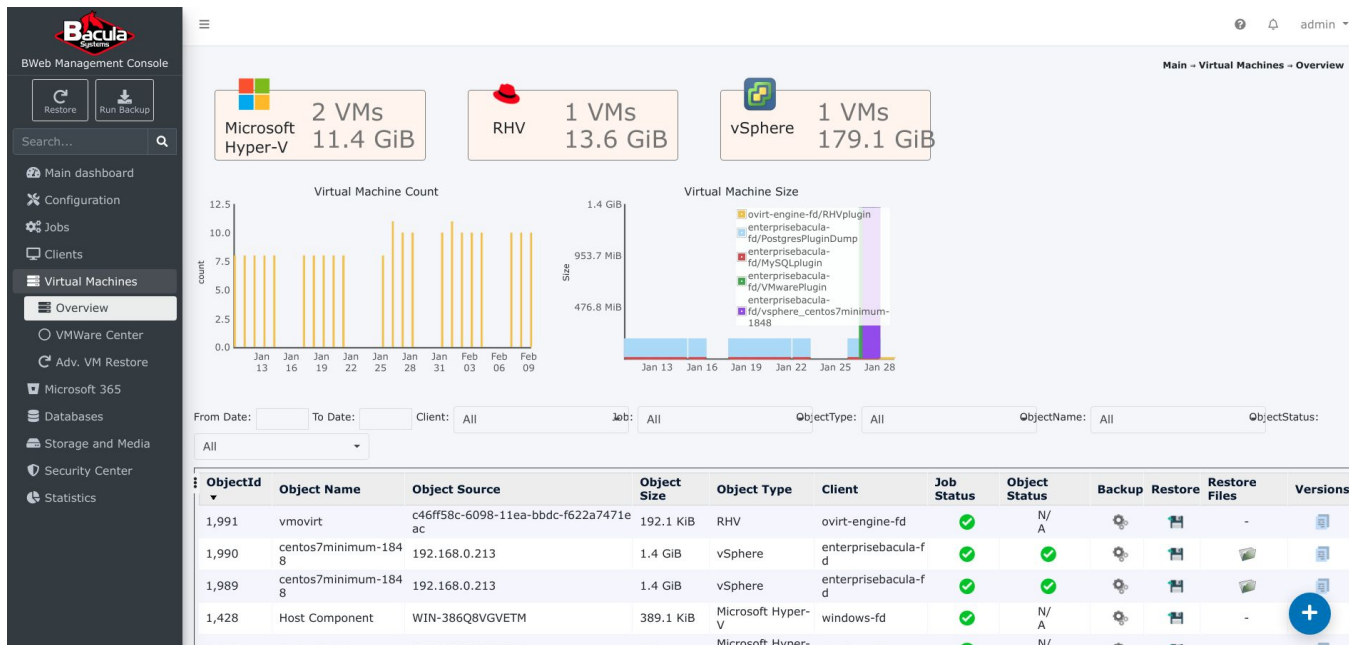 Bacula
Systems
BWeb Management Console
Restore
Run Backup
Search...
Main dashboard
Configuration
Jobs
Clients
Virtual Machines
Overview
VMWare Center
Adv. VM Restore
Microsoft 365
Databases
Storage and Media
Security Center
Statistics
admin
Main → Virtual Machines → Overview
Microsoft
Hyper-V
2 VMs
11.4 GiB
RHV
1 VMs
13.6 GiB
vSphere
1 VMs
179.1 GiB
Virtual Machine Count
12.5
10.0
7.5
5.0
2.5
0.0
count
Jan 13 Jan 16 Jan 19 Jan 22 Jan 25 Jan 28 Jan 31 Feb 03 Feb 06 Feb 09
Virtual Machine Size
1.4 GiB
953.7 MiB
476.8 MiB
Size
ovirt-engine-fd/RHVplugin
enterprisebacula-
fd/PostgresPluginDump
enterprisebacula-
fd/MySQLplugin
enterprisebacula-
fd/VMwarePlugin
enterprisebacula-
fd/vsphere_centos7minimum-
1848
Jan 13 Jan 16 Jan 19 Jan 22 Jan 25 Jan 28
From Date: To Date: Client: All Job: All ObjectType: All ObjectName: All ObjectStatus:
All
ObjectId Object Name Object Source Object Size Object Type Client Job Status Object Status Backup Restore Restore Files Versions
1,991 vmovirt c46ff58c-6098-11ea-bbdc-f622a7471e 192.1 KiB RHV ovirt-engine-fd N/ -
ac A
1,990 centos7minimum-184 192.168.0.213 1.4 GiB vSphere enterprisebacula-f
8 d
1,989 centos7minimum-184 192.168.0.213 1.4 GiB vSphere enterprisebacula-f
8 d
1,428 Host Component WIN-386Q8VGVETM 389.1 KiB Microsoft Hyper- windows-fd N/ -
V A
Microsoft Hyper- N/